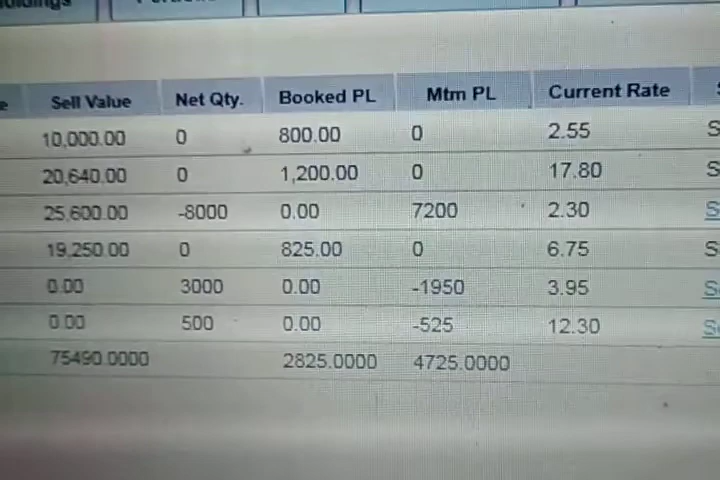 Sell Value Net Qty. Booked PL Mtm PL Current Rate
10,000.00 0 800.00 0 2.55
20,640.00 0 1,200.00 0 17.80
25,600.00 -8000 0.00 7200 2.30
19,250.00 0 825.00 0 6.75
0.00 3000 0.00 -1950 3.95
0.00 500 0.00 -525 12.30
75490.0000 2825.0000 4725.0000